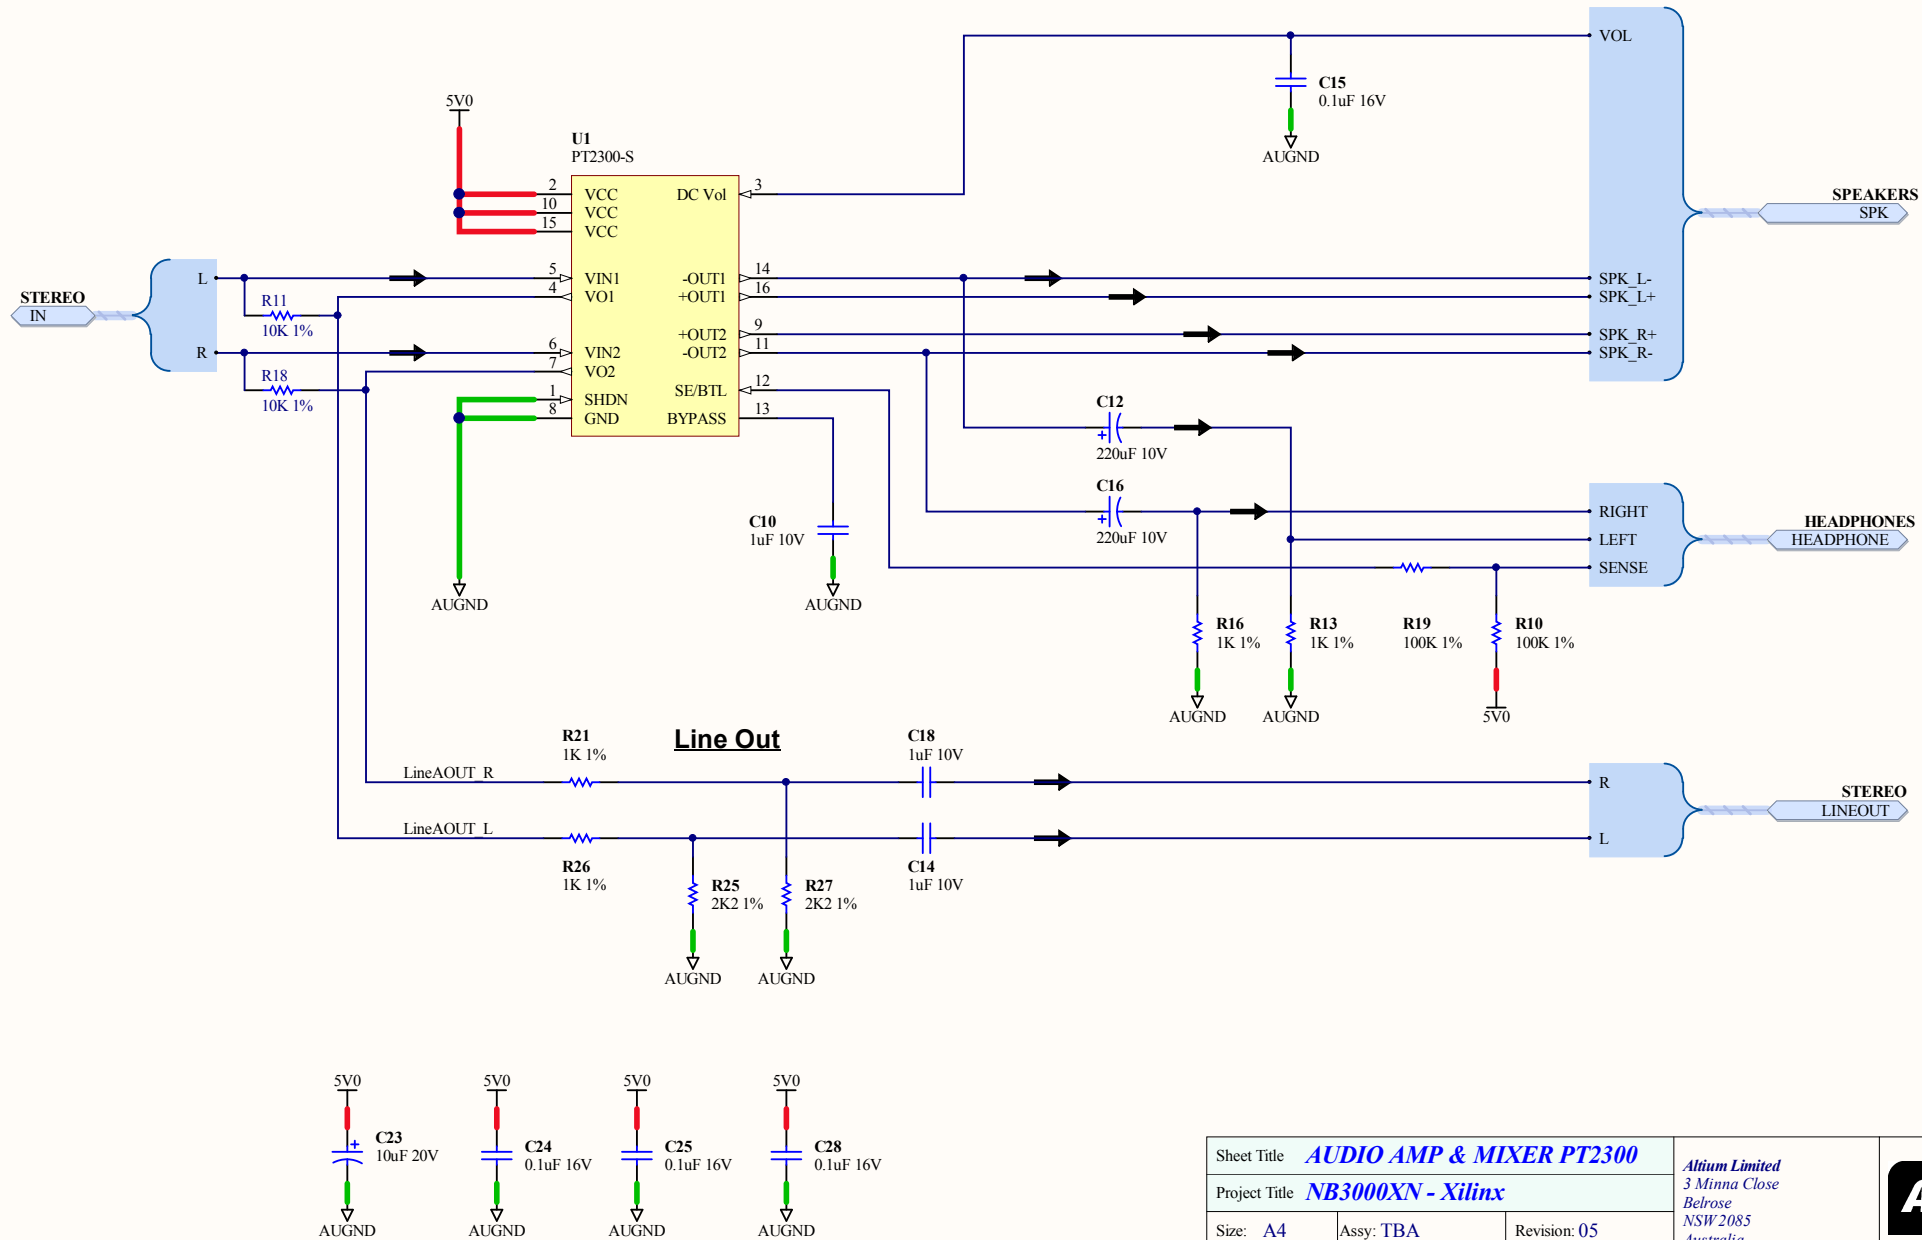 VOL
C15
0.1uF 16V
AUGND
5V0
U1
PT2300-S
2 VCC
10 VCC
15 VCC
DC Vol 3
SPEAKERS
SPK
STEREO
IN
L
R
R11
10K 1%
R18
10K 1%
5 VIN1
4 VO1
6 VIN2
7 VO2
1 SHDN
8 GND
-OUT1 14
+OUT1 16
+OUT2 9
-OUT2 11
SE/BTL 12
BYPASS 13
SPK_L-
SPK_L+
SPK_R+
SPK_R-
C12
+
220uF 10V
C16
+
220uF 10V
C10
1uF 10V
AUGND
AUGND
RIGHT
LEFT
SENSE
HEADPHONES
HEADPHONE
R16
1K 1%
R13
1K 1%
R19
100K 1%
R10
100K 1%
AUGND
AUGND
5V0
Line Out
R21
1K 1%
C18
1uF 10V
LineAOUT_R
LineAOUT_L
R26
1K 1%
C14
1uF 10V
R25
2K2 1%
R27
2K2 1%
AUGND
AUGND
R
L
STEREO
LINEOUT
5V0
5V0
5V0
5V0
+
C23
10uF 20V
C24
0.1uF 16V
C25
0.1uF 16V
C28
0.1uF 16V
AUGND
AUGND
AUGND
AUGND
Sheet Title AUDIO AMP & MIXER PT2300
Project Title NB3000XN - Xilinx
Size: A4 Assy: TBA Revision: 05
Altium Limited
3 Minna Close
Belrose
NSW 2085
Australia